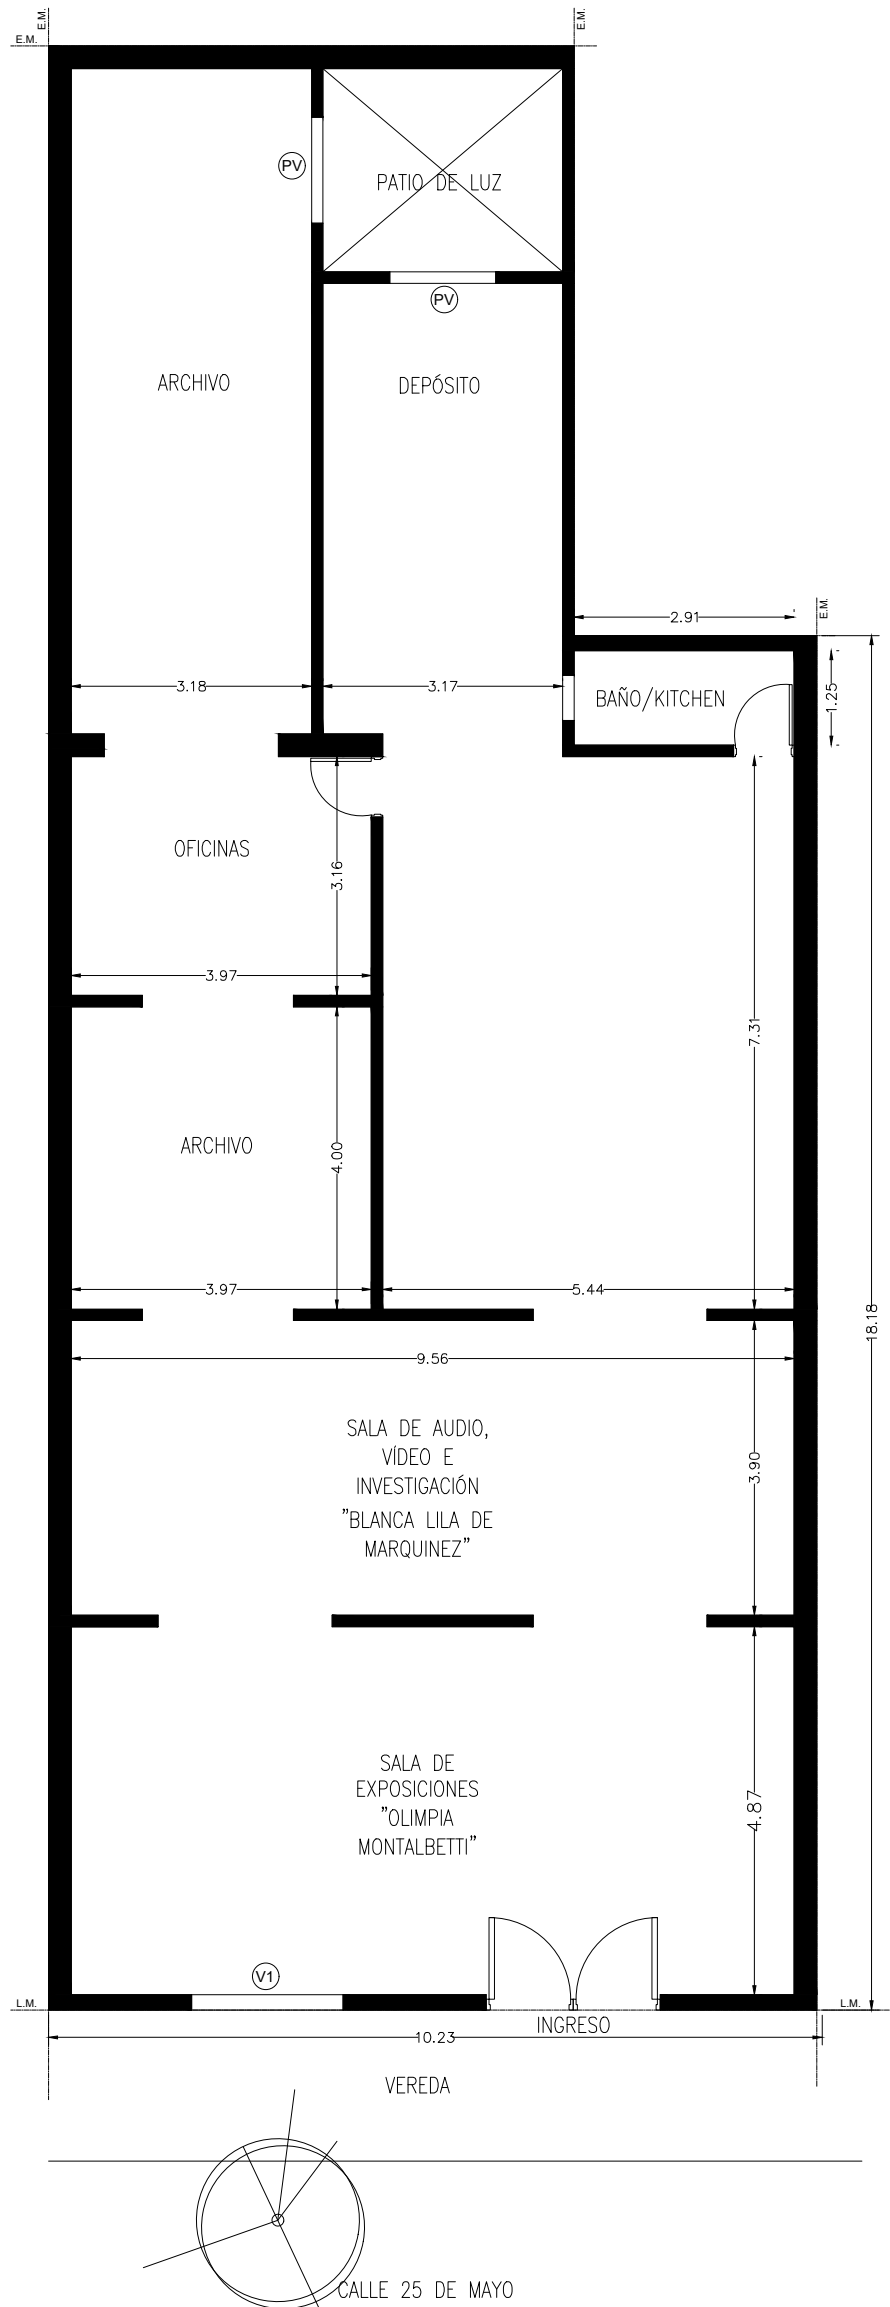 E.M.
E.M.
E.M.
PV
PATIO DE LUZ
PV
ARCHIVO
DEPÓSITO
E.M.
2.91
3.18
3.17
BAÑO/KITCHEN
1.25
OFICINAS
3.16
3.97
7.31
ARCHIVO
4.00
3.97
5.44
18.18
9.56
SALA DE AUDIO,
VÍDEO E
INVESTIGACIÓN
"BLANCA LILA DE
MARQUINEZ"
3.90
SALA DE
EXPOSICIONES
"OLIMPIA
MONTALBETTI"
4.87
V1
L.M.
L.M.
INGRESO
10.23
VEREDA
CALLE 25 DE MAYO